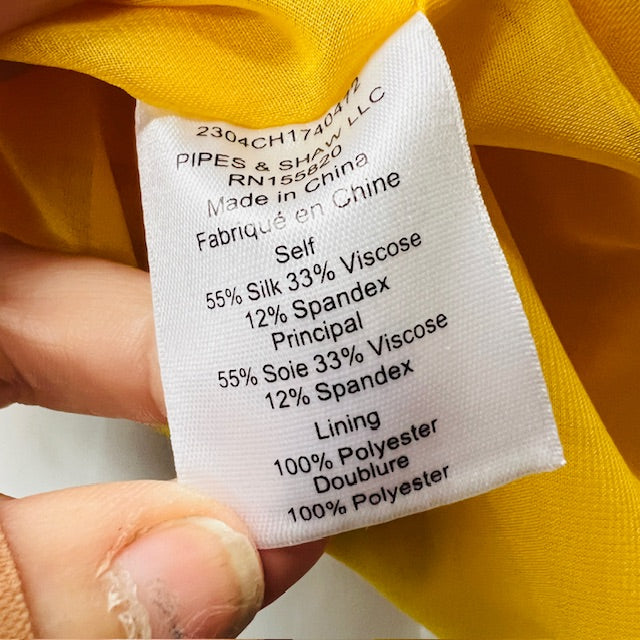 2304CH1740472
PIPES & SHAW LLC
RN155820
Made in China
Fabriqué en Chine
Self
55% Silk 33% Viscose
12% Spandex
Principal
55% Soie 33% Viscose
12% Spandex
Lining
100% Polyester
Doublure
100% Polyester